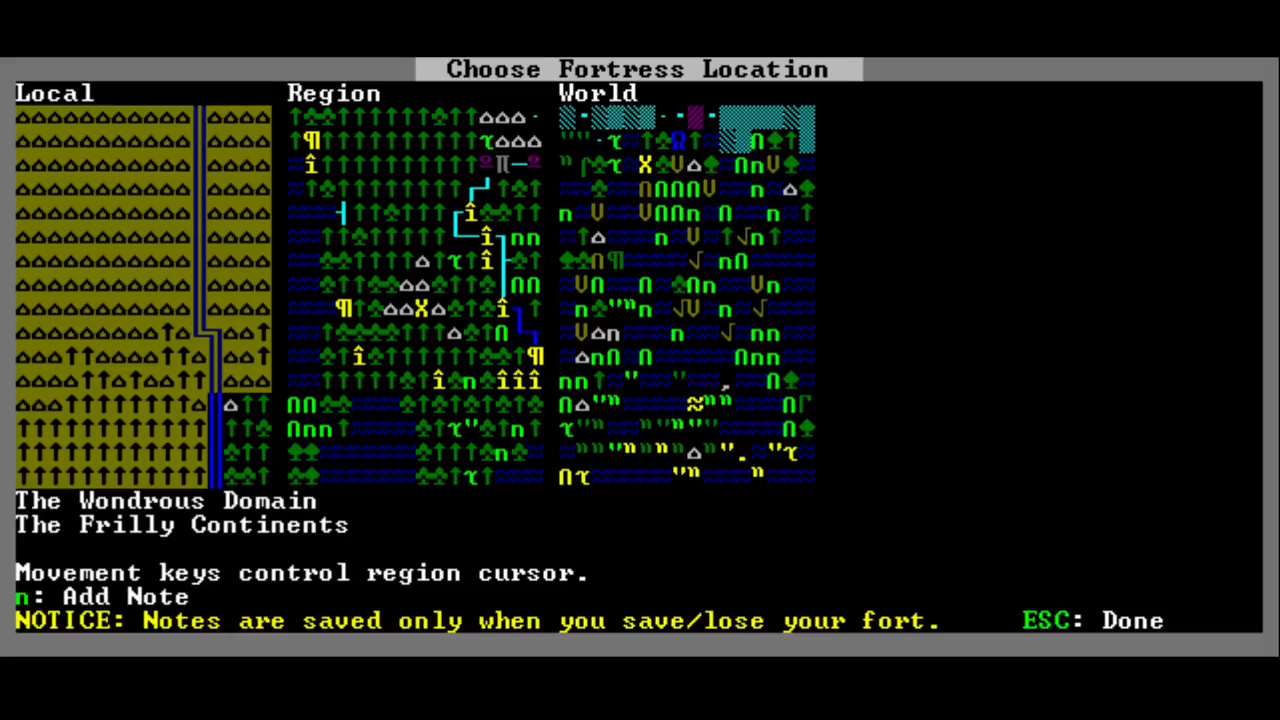 Choose Fortress Location
Local Region World
The Wondrous Domain
The Frilly Continents
Movement keys control region cursor.
n: Add Note
NOTICE: Notes are saved only when you save/lose your fort. ESC: Done